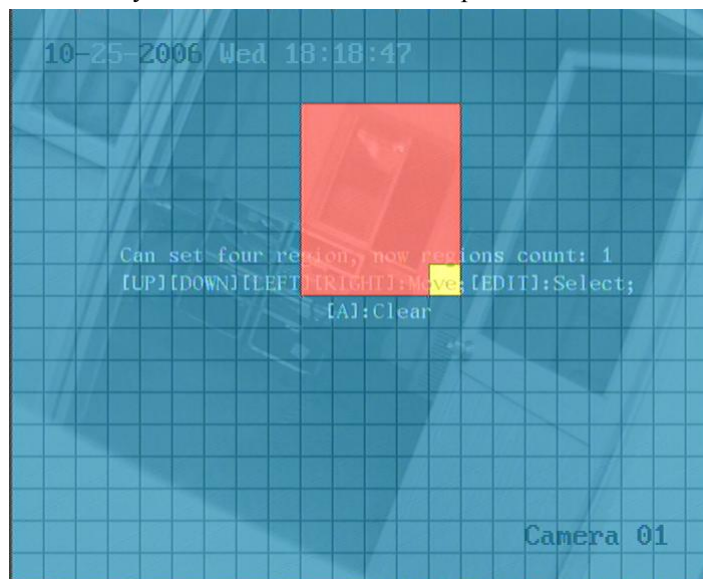 10-25-2006 Wed 18:18:47
Can set four region, now regions count: 1
[UP][DOWN][LEFT][RIGHT]:Move;[EDIT]:Select;
[A]:Clear
Camera 01